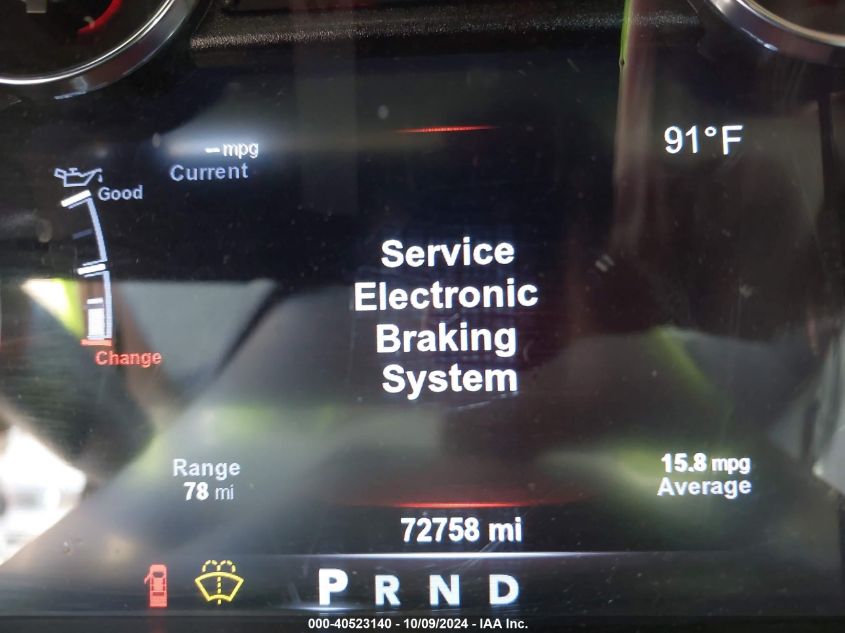 -- mpg
Current
91°F
Good
Service
Electronic
Braking
System
Change
Range
78 mi
15.8 mpg
Average
72758 mi
P R N D
000-40523140 - 10/09/2024 - IAA Inc.